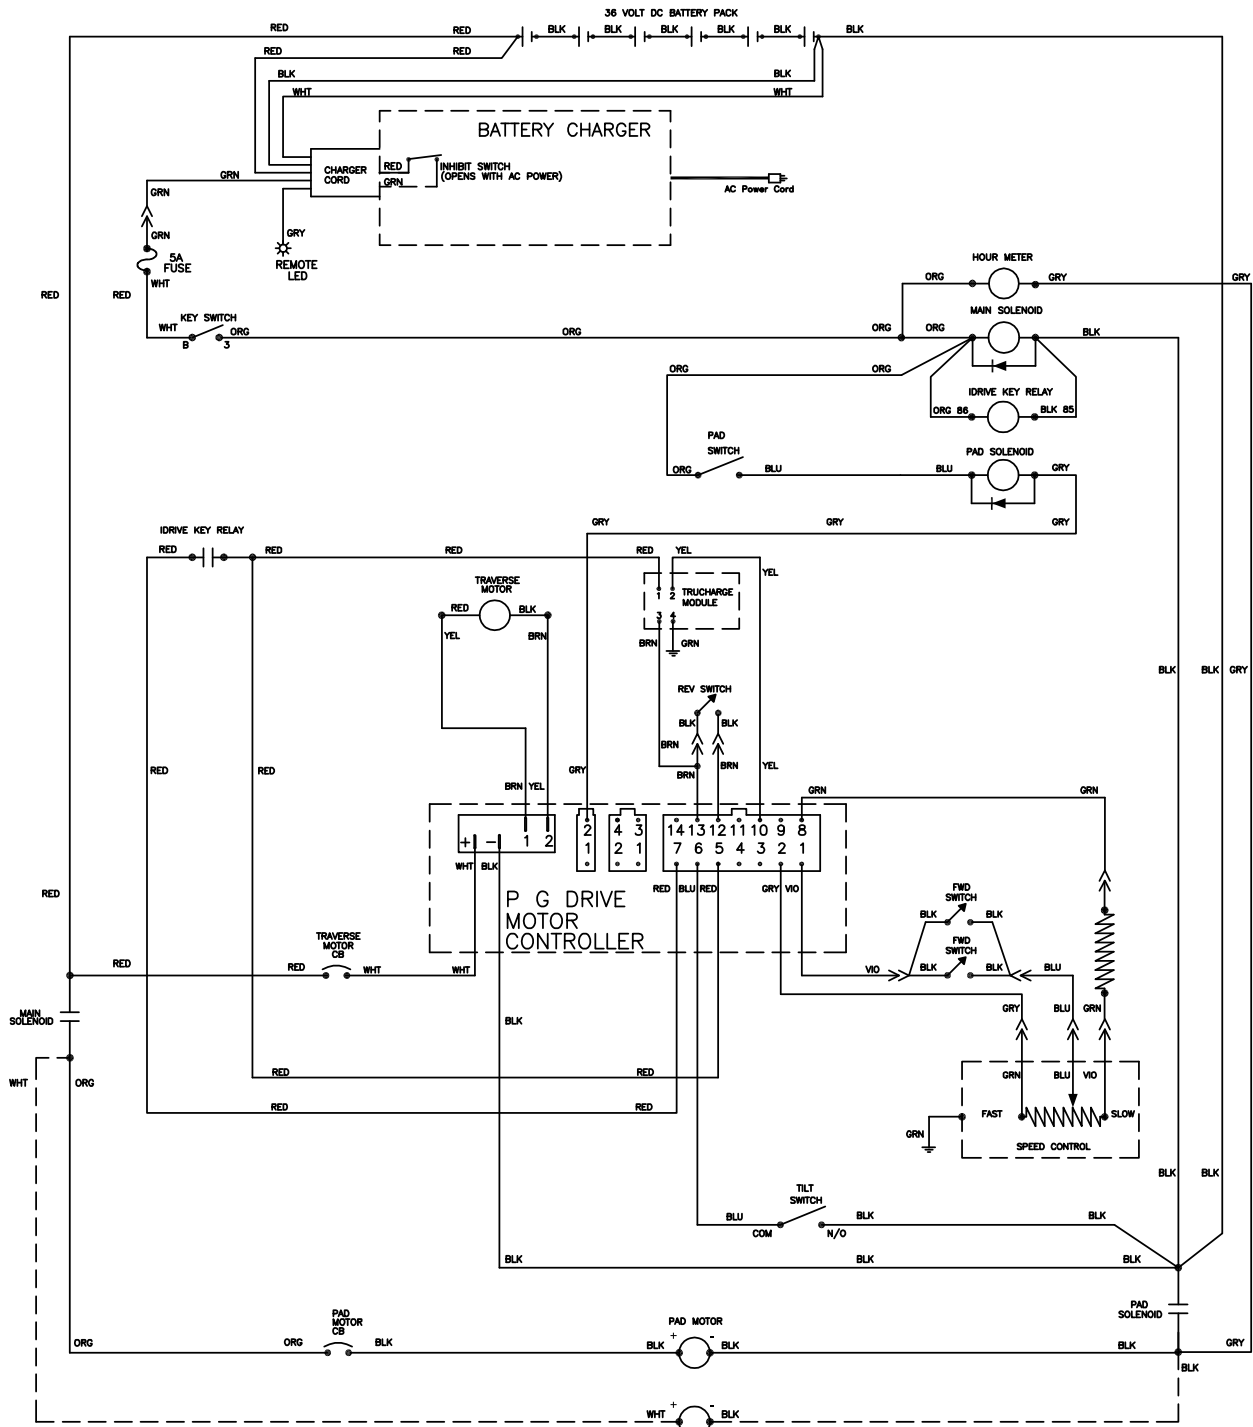 36 VOLT DC BATTERY PACK
RED RED BLK BLK BLK BLK BLK BLK
RED RED
BLK BLK
WHT WHT
BATTERY CHARGER
CHARGER
CORD
RED
GRN
INHIBIT SWITCH
(OPENS WITH AC POWER)
AC Power Cord
GRN
GRN
GRN
GRY
REMOTE
LED
5A
FUSE
WHT
HOUR METER
ORG GRY
RED RED
MAIN SOLENOID
KEY SWITCH
WHT ORG ORG ORG ORG BLK
B 3
ORG ORG
IDRIVE KEY RELAY
ORG 86 BLK 85
PAD
SWITCH
PAD SOLENOID
ORG BLU BLU GRY
GRY GRY GRY
IDRIVE KEY RELAY
RED RED RED RED YEL
YEL
TRAVERSE
MOTOR
1 2
TRUCHARGE
MODULE
3 4
RED BLK
YEL BRN
BRN GRN
BLK BLK GRY
REV SWITCH
BLK BLK
BRN
BRN BRN YEL
RED RED GRY
BRN YEL
GRN GRN
+ - 1 2
2
1
4 3
2 1
14 13 12 11 10 9 8
7 6 5 4 3 2 1
WHT BLK
RED BLU RED GRY VIO
RED
P G DRIVE
MOTOR
CONTROLLER
FWD
SWITCH
BLK BLK
FWD
SWITCH
TRAVERSE
MOTOR
CB
RED RED WHT WHT
VIO BLK BLK BLU
MAIN
SOLENOID
BLK
GRY BLU GRN
WHT ORG
RED RED
GRN BLU VIO
RED RED
FAST SLOW
GRN
SPEED CONTROL
BLK BLK
TILT
SWITCH
BLU BLK BLK
COM N/O
BLK BLK BLK
PAD
SOLENOID
PAD
MOTOR
CB
PAD MOTOR
ORG ORG BLK BLK + - BLK GRY
BLK
WHT + - BLK